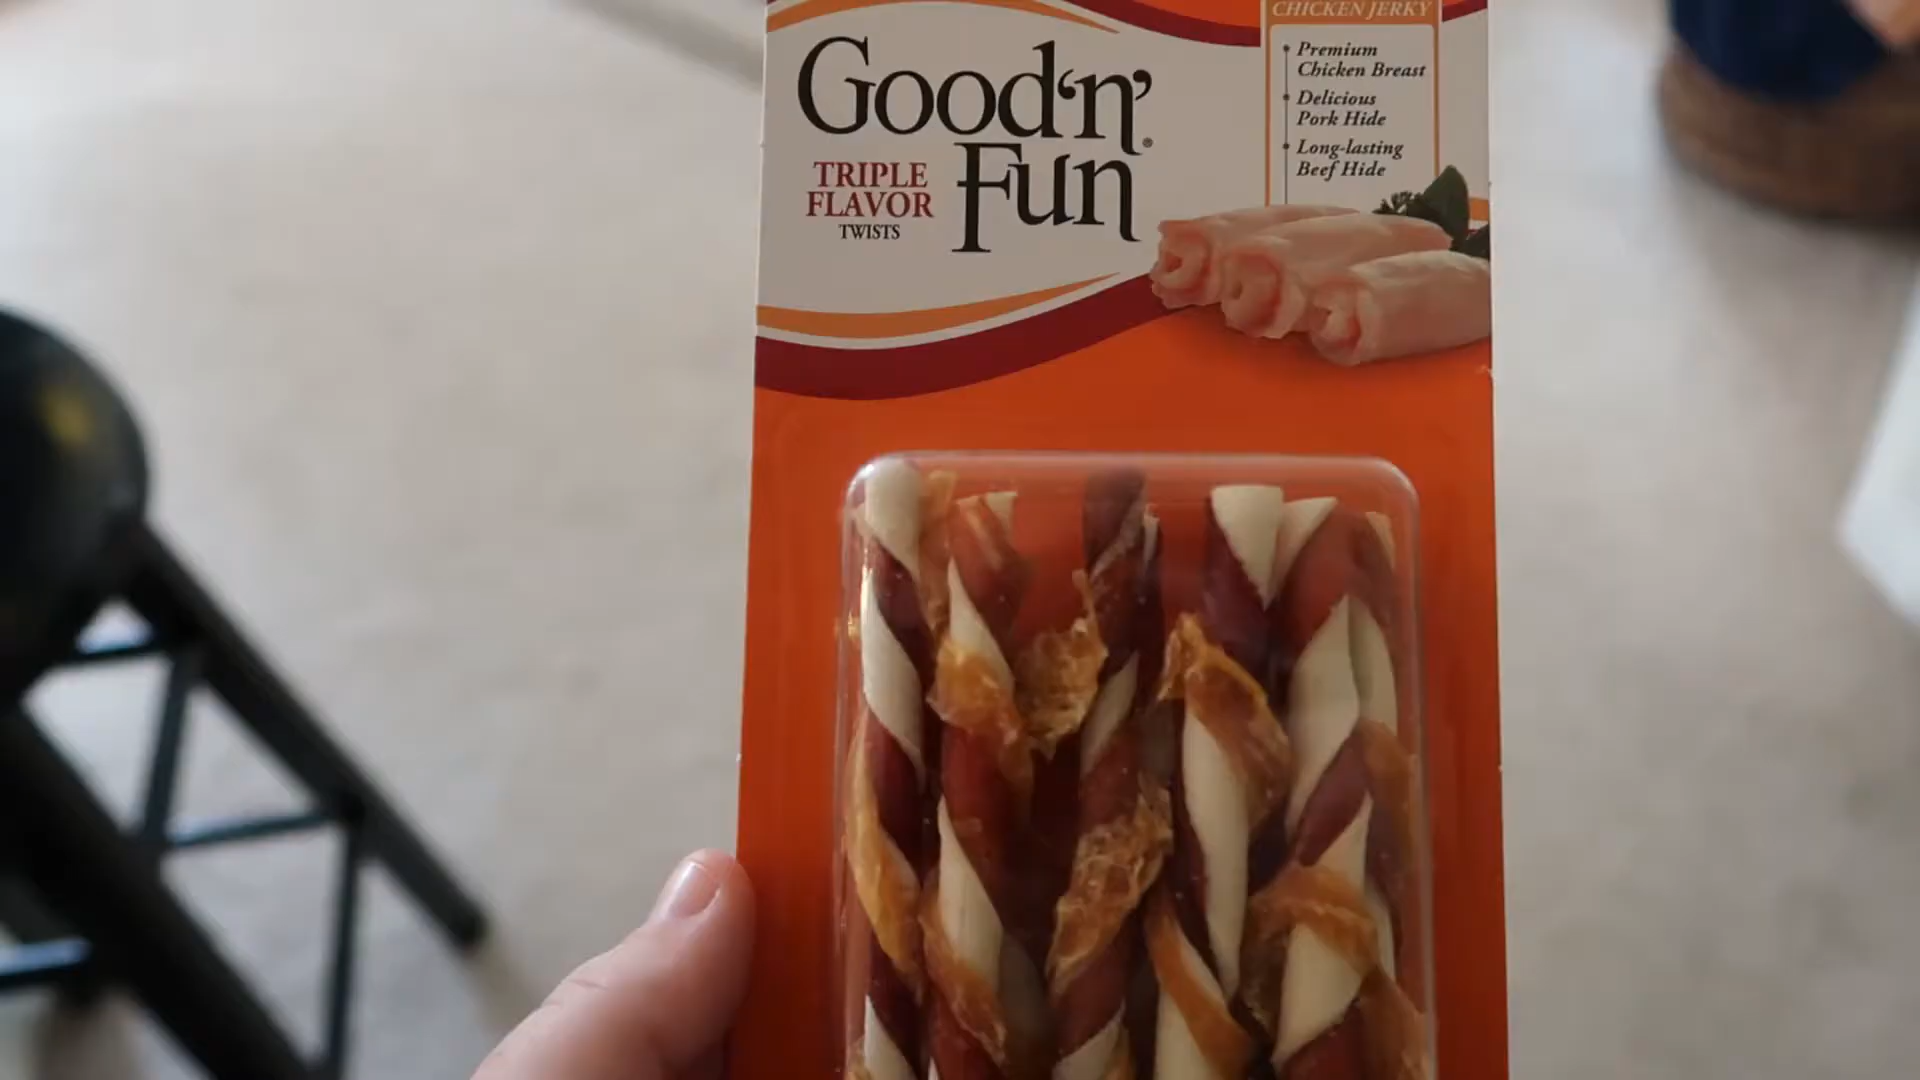 CHICKEN JERKY
Good'n'
Fun
®
TRIPLE
FLAVOR
TWISTS
• Premium
Chicken Breast
• Delicious
Pork Hide
• Long-lasting
Beef Hide